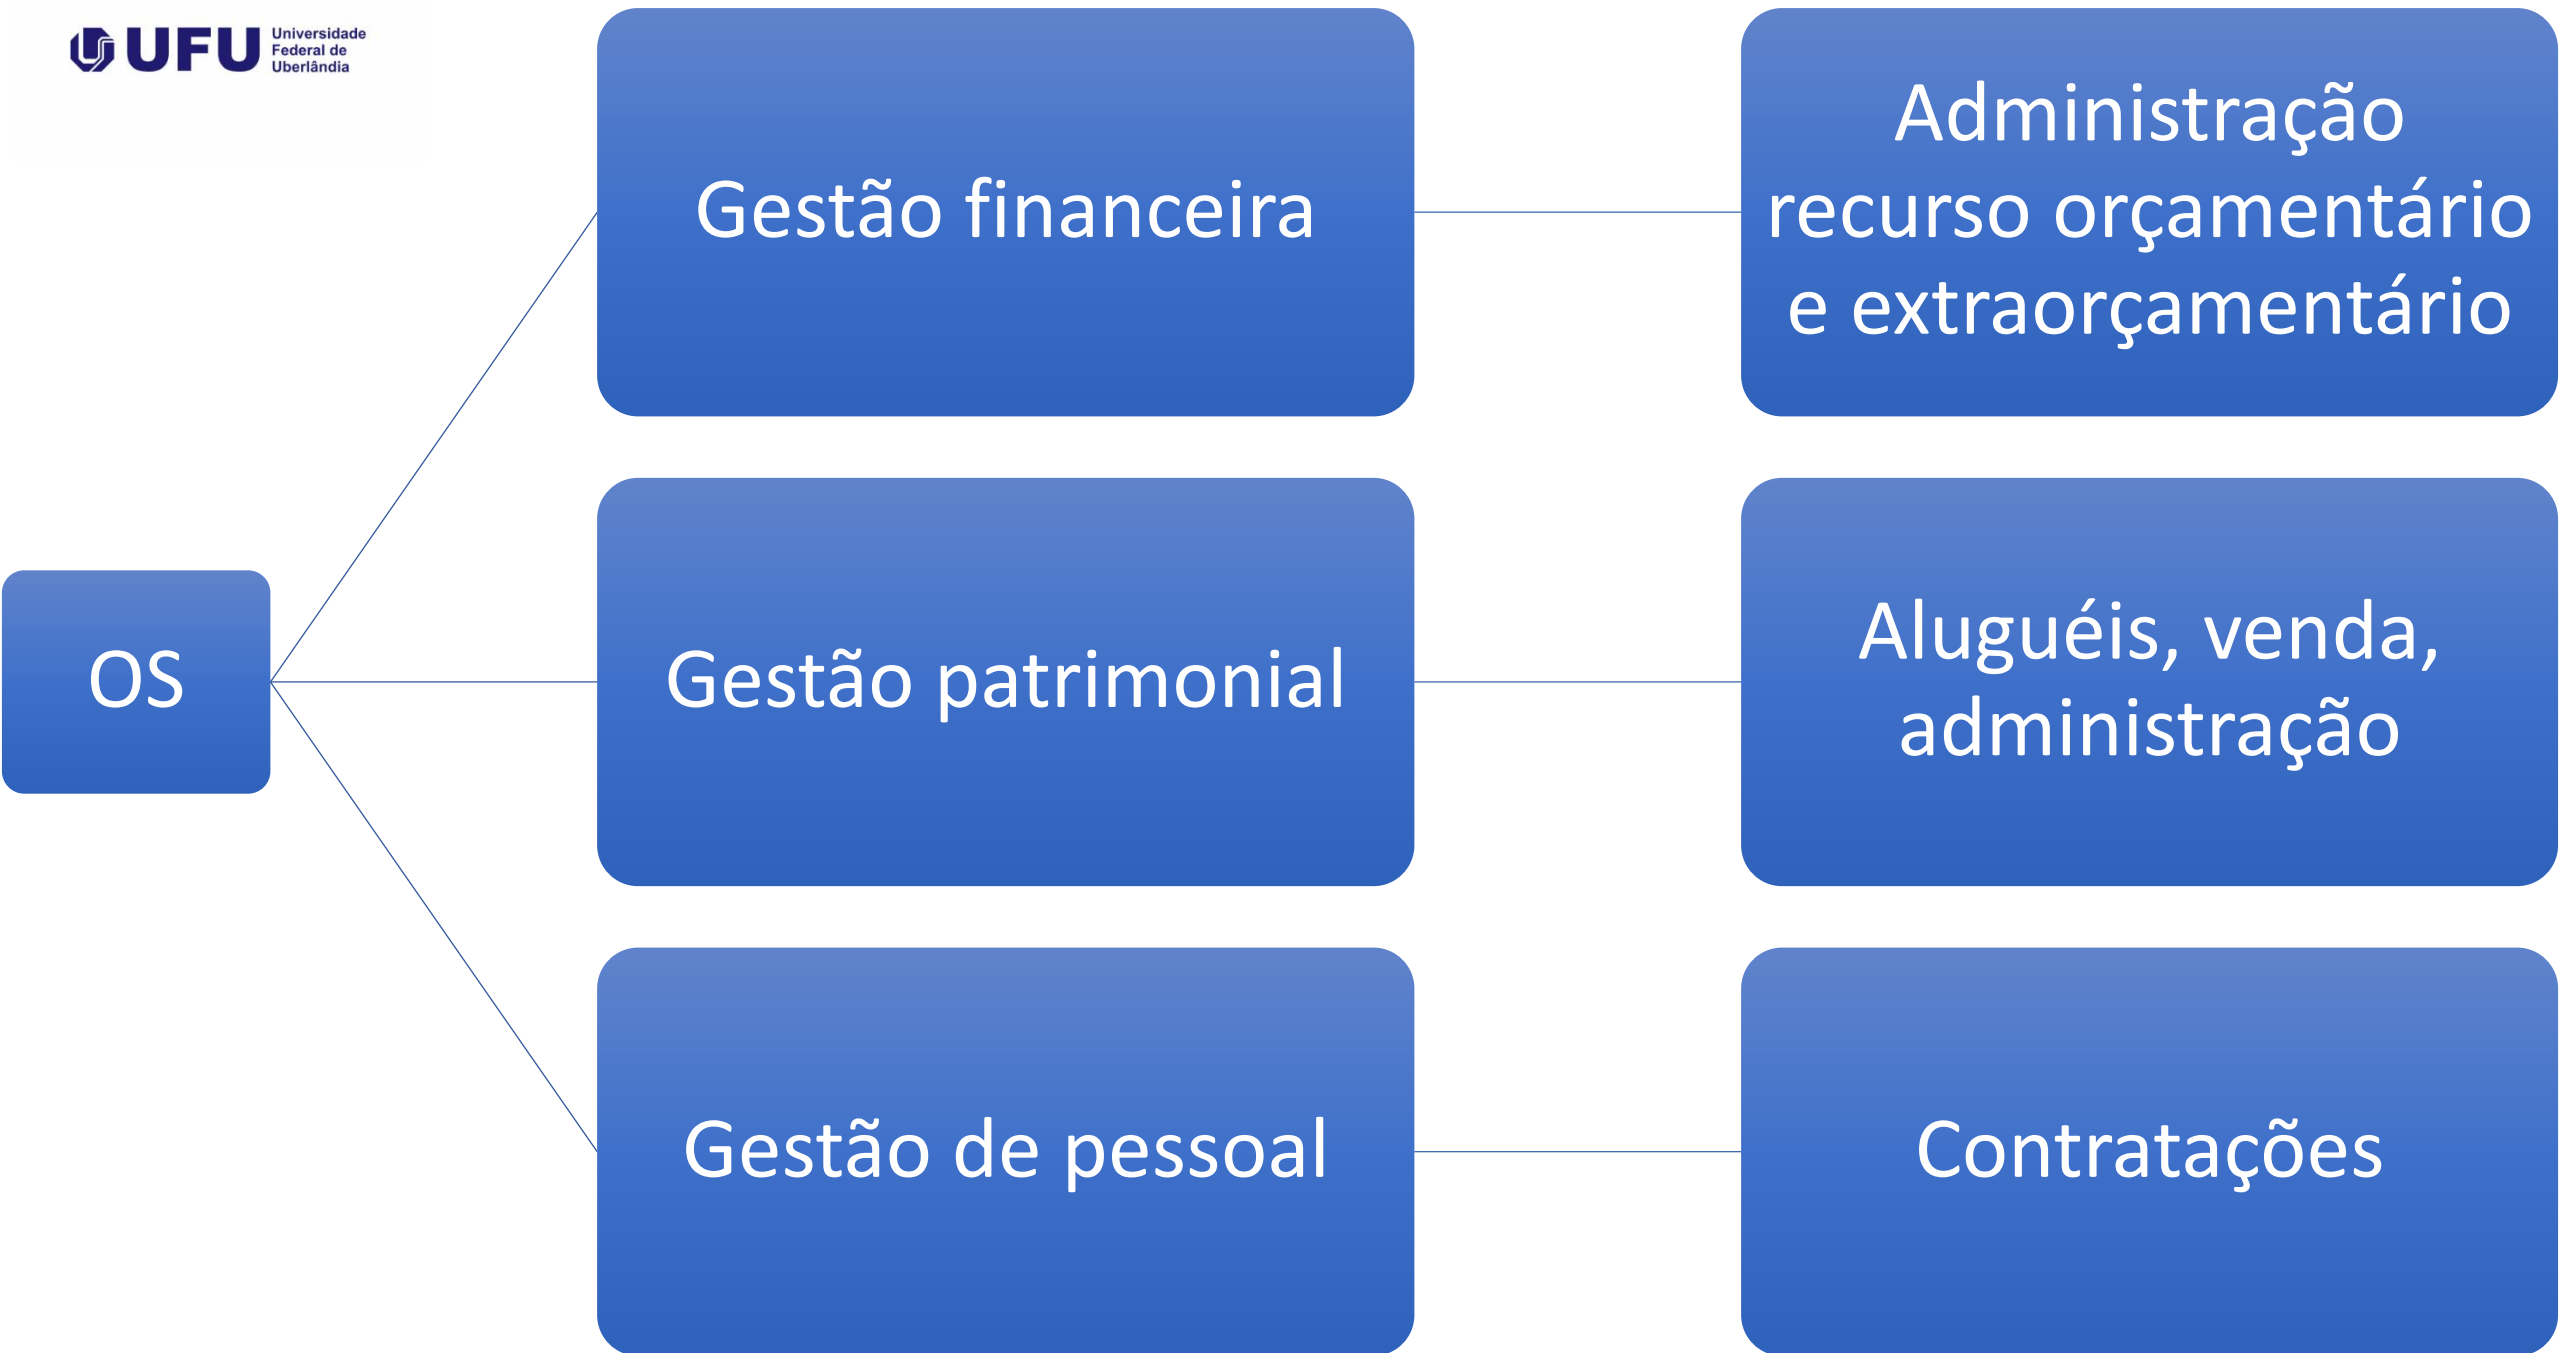 UFU
Universidade
Federal de
Uberlândia
OS
Gestão financeira
Administração
recurso orçamentário
e extraorçamentário
Gestão patrimonial
Aluguéis, venda,
administração
Gestão de pessoal
Contratações